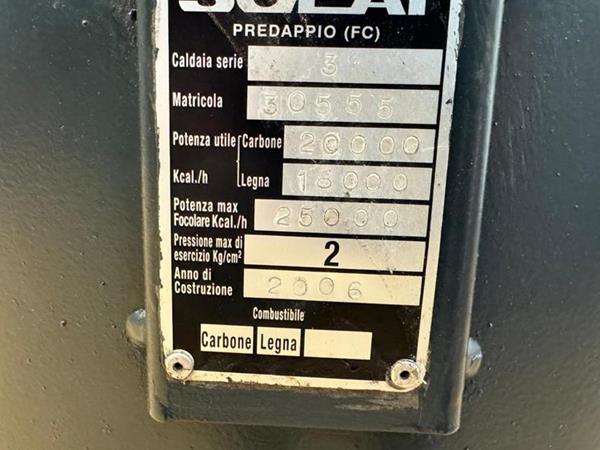 PREDAPPIO (FC)
Caldaia serie 3
Matricola 30555
Potenza utile Carbone 20000
Kcal./h Legna 18000
Potenza max
Focolare Kcal./h 25000
Pressione max di
esercizio Kg/cm² 2
Anno di
Costruzione 2006
Combustibile
Carbone Legna